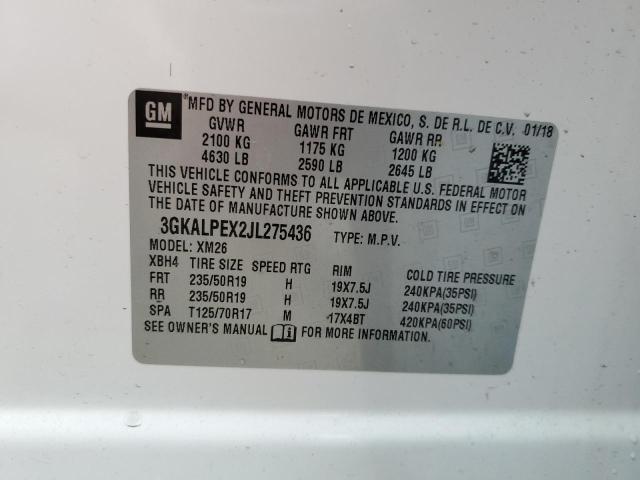 GM
®MFD BY GENERAL MOTORS DE MEXICO, S. DE R.L. DE C.V. 01/18
GVWR GAWR FRT GAWR RR
2100 KG 1175 KG 1200 KG
4630 LB 2590 LB 2645 LB
THIS VEHICLE CONFORMS TO ALL APPLICABLE U.S. FEDERAL MOTOR
VEHICLE SAFETY AND THEFT PREVENTION STANDARDS IN EFFECT ON
THE DATE OF MANUFACTURE SHOWN ABOVE.
3GKALPEX2JL275436 TYPE: M.P.V.
MODEL: XM26
XBH4 TIRE SIZE SPEED RTG RIM COLD TIRE PRESSURE
FRT 235/50R19 H 19X7.5J 240KPA(35PSI)
RR 235/50R19 H 19X7.5J 240KPA(35PSI)
SPA T125/70R17 M 17X4BT 420KPA(60PSI)
SEE OWNER'S MANUAL FOR MORE INFORMATION.